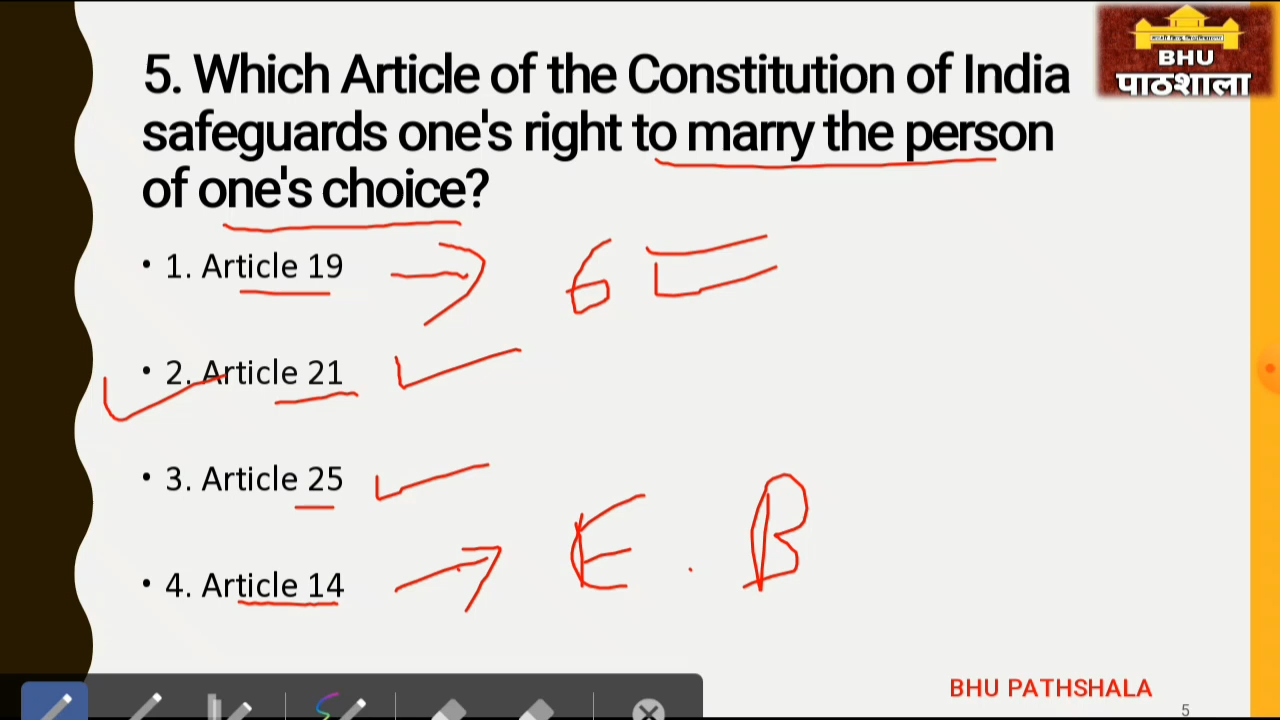 5. Which Article of the Constitution of India
safeguards one's right to marry the person
of one's choice?
BHU
पाठशाला
• 1. Article 19
6
• 2. Article 21
• 3. Article 25
• 4. Article 14
E . B
BHU PATHSHALA
5